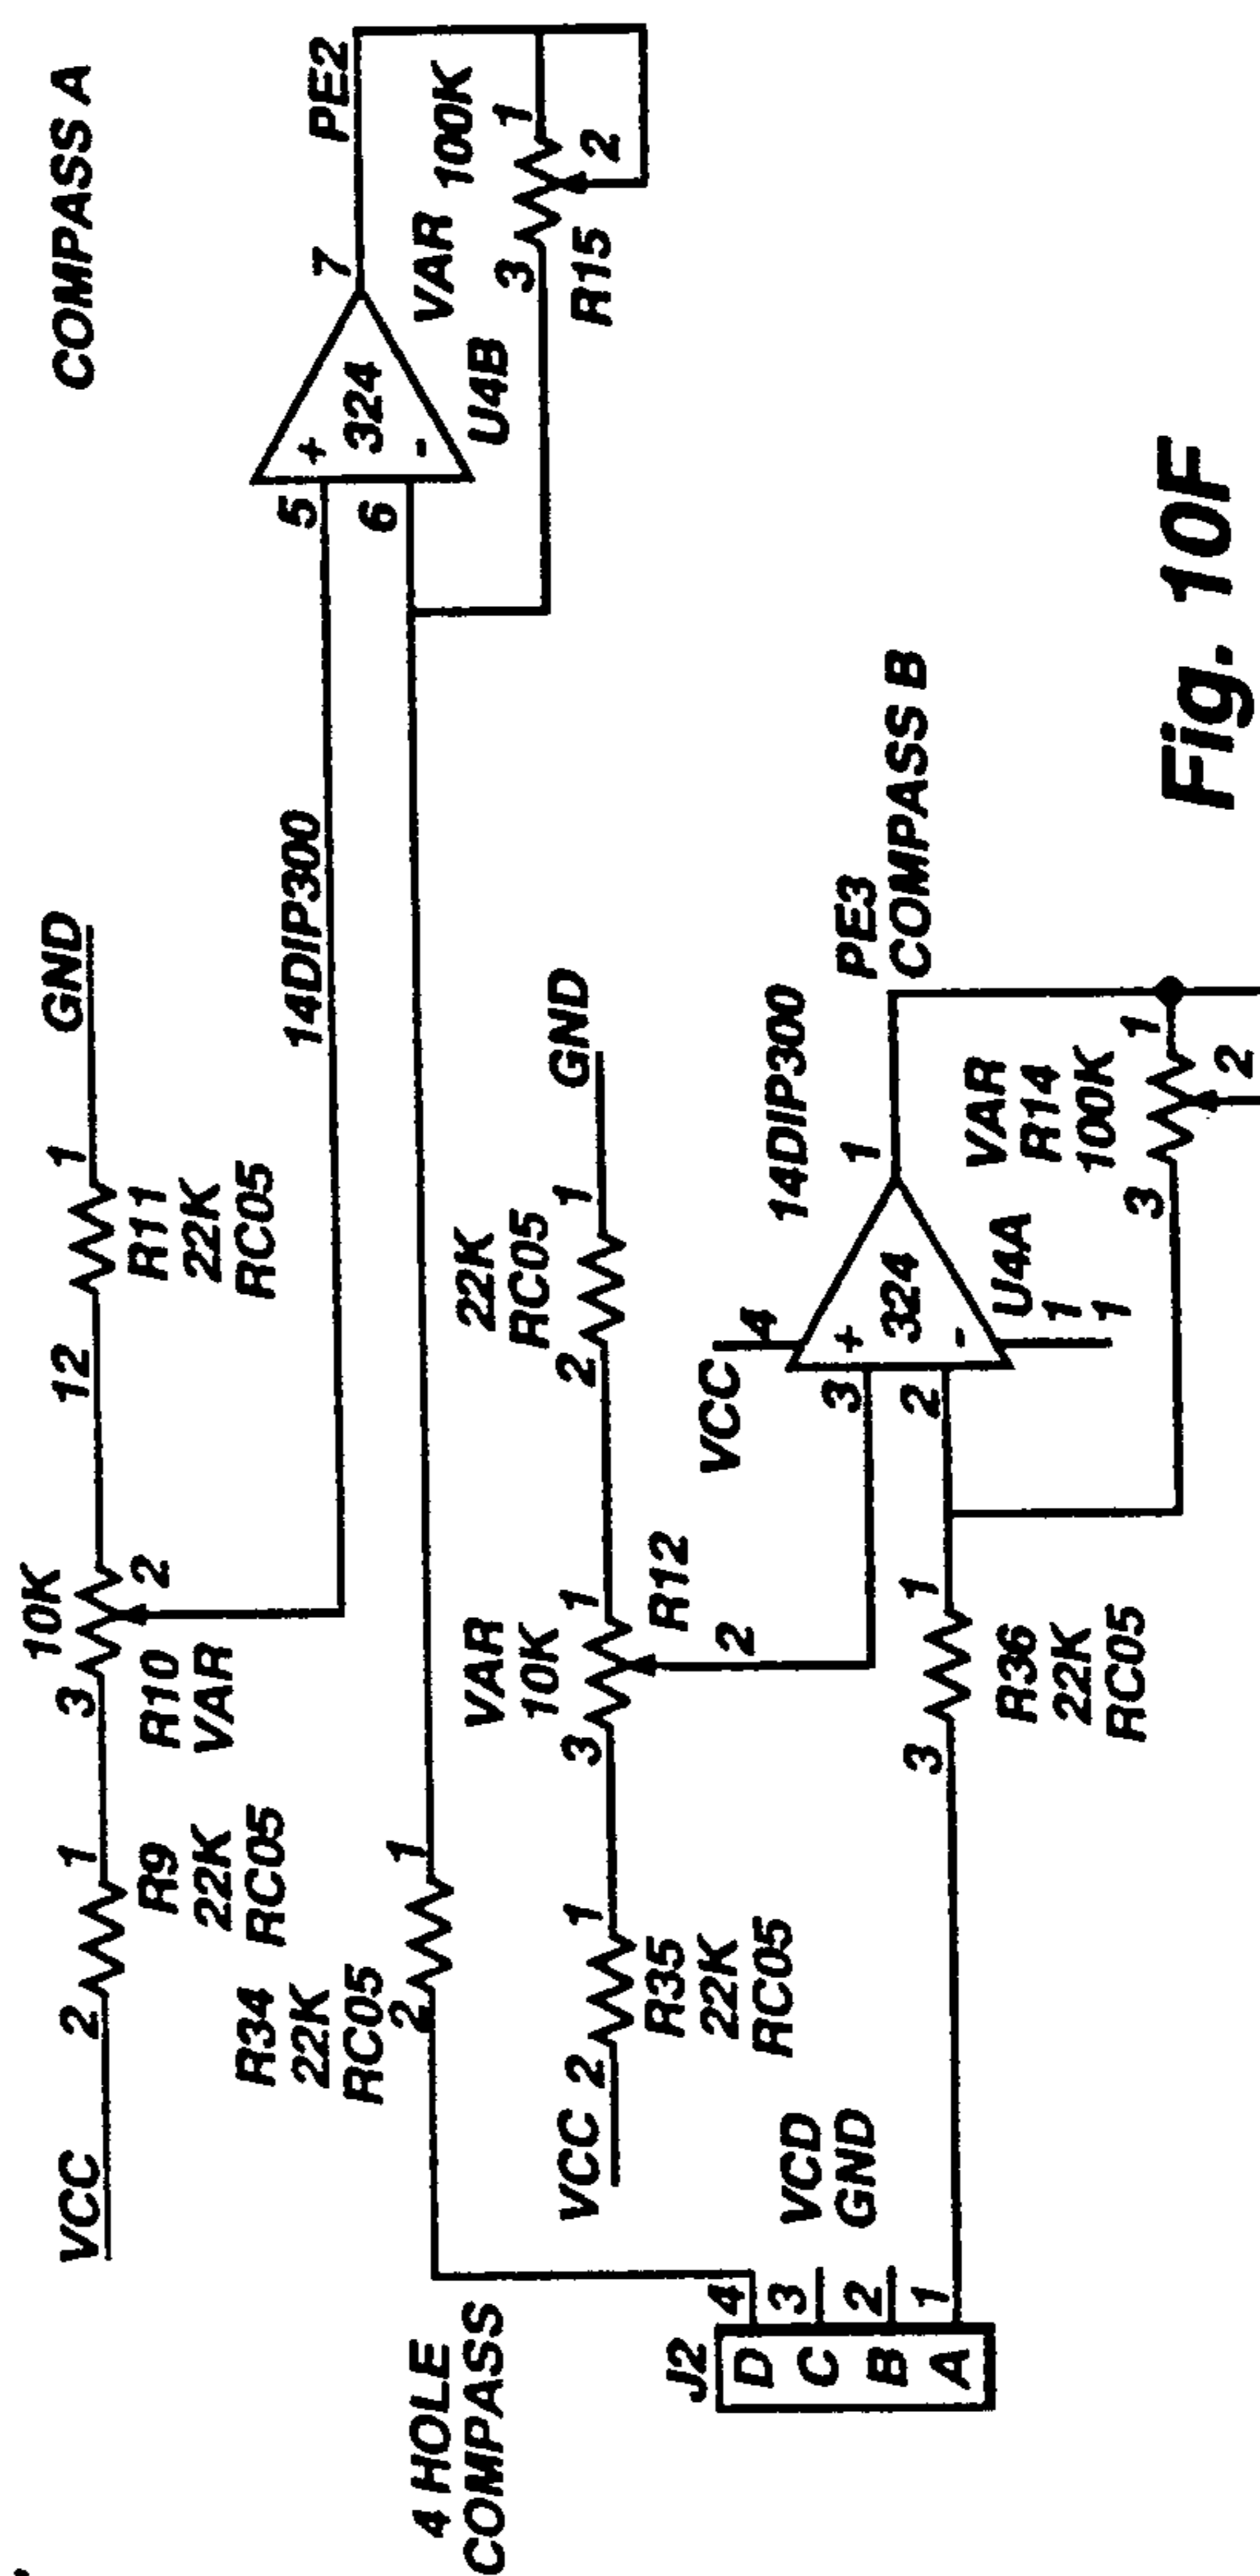 COMPASS A
10K
GND
VCC
2
1
3
12
1
R9
22K
RC05
R10
VAR
2
R11
22K
RC05
PE2
14DIP300
5
+
324
6
-
7
U4B
VAR 100K
3
1
2
R15
R34
22K
RC05
2
1
4 HOLE
COMPASS
VCC
2
1
R35
22K
RC05
VAR
10K
3
1
R12
2
22K
RC05
2
1
GND
J2
D
C
B
A
4
3
2
1
VCD
GND
VCC
4
14DIP300
3
+
324
2
-
1
U4A
1
1
PE3
COMPASS B
3
1
R36
22K
RC05
VAR
R14
100K
3
1
2
Fig. 10F